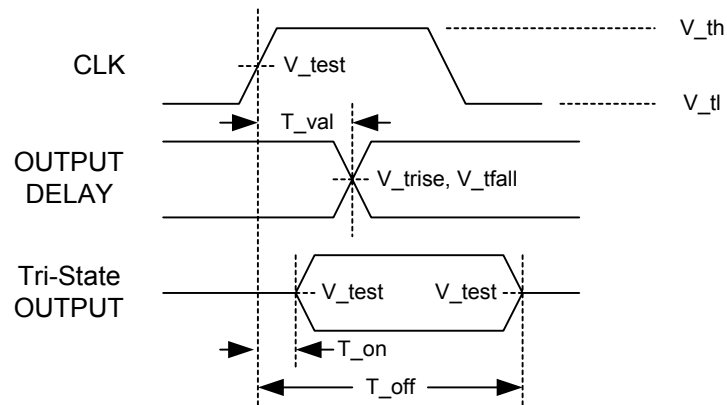 V_th
CLK
V_test
V_tl
T_val
OUTPUT
DELAY
V_trise, V_tfall
Tri-State
OUTPUT
V_test V_test
T_on
T_off